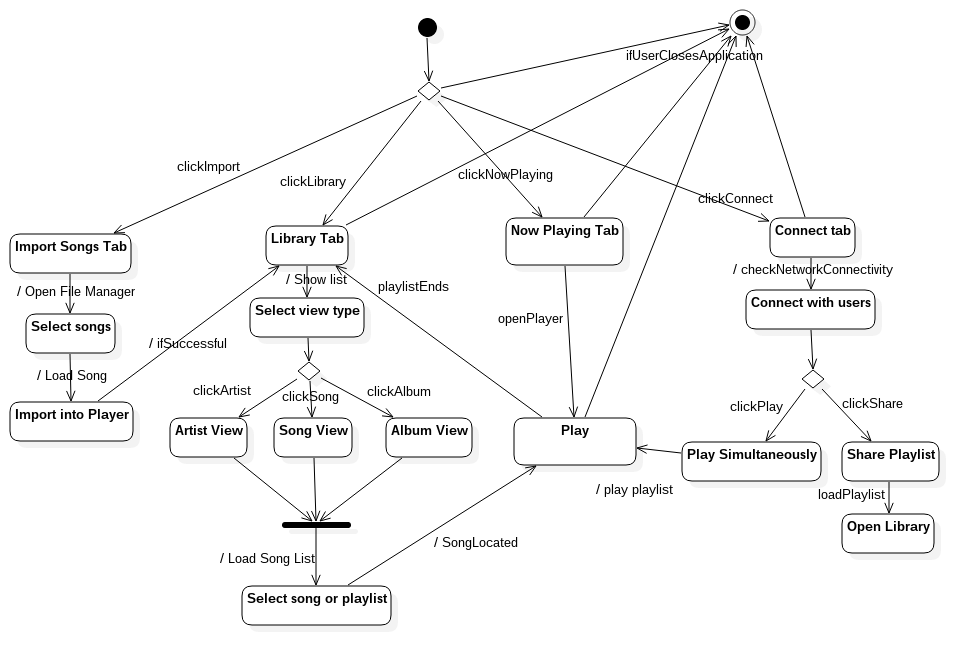 ifUserClosesApplication
clickImport
clickLibrary
clickNowPlaying
clickConnect
Import Songs Tab
Library Tab
Now Playing Tab
Connect tab
/ Open File Manager
/ Show list
playlistEnds
/ checkNetworkConnectivity
Select songs
Select view type
openPlayer
Connect with users
/ ifSuccessful
/ Load Song
clickArtist
clickSong
clickAlbum
clickPlay
clickShare
Import into Player
Artist View
Song View
Album View
Play
Play Simultaneously
Share Playlist
/ play playlist
loadPlaylist
Open Library
/ SongLocated
/ Load Song List
Select song or playlist